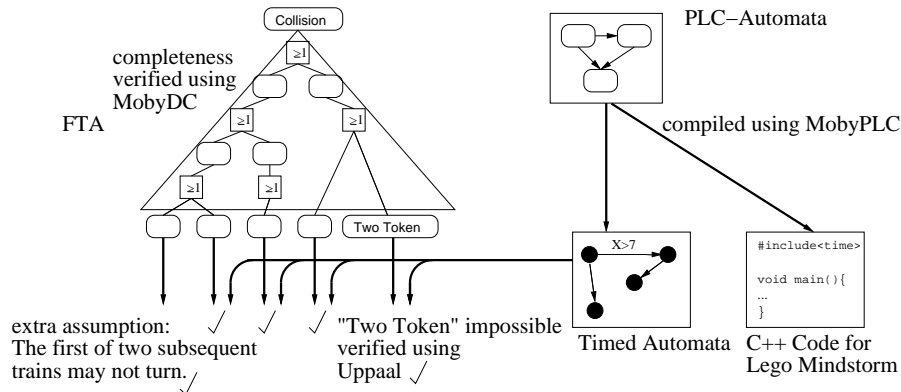 Collision
PLC–Automata
≥1
completeness
verified using
MobyDC
FTA
≥1
≥1
compiled using MobyPLC
≥1
≥1
Two Token
X>7
#include<time>
void main(){
...
}
extra assumption:
The first of two subsequent
trains may not turn.
"Two Token" impossible
verified using
Uppaal
Timed Automata
C++ Code for
Lego Mindstorm